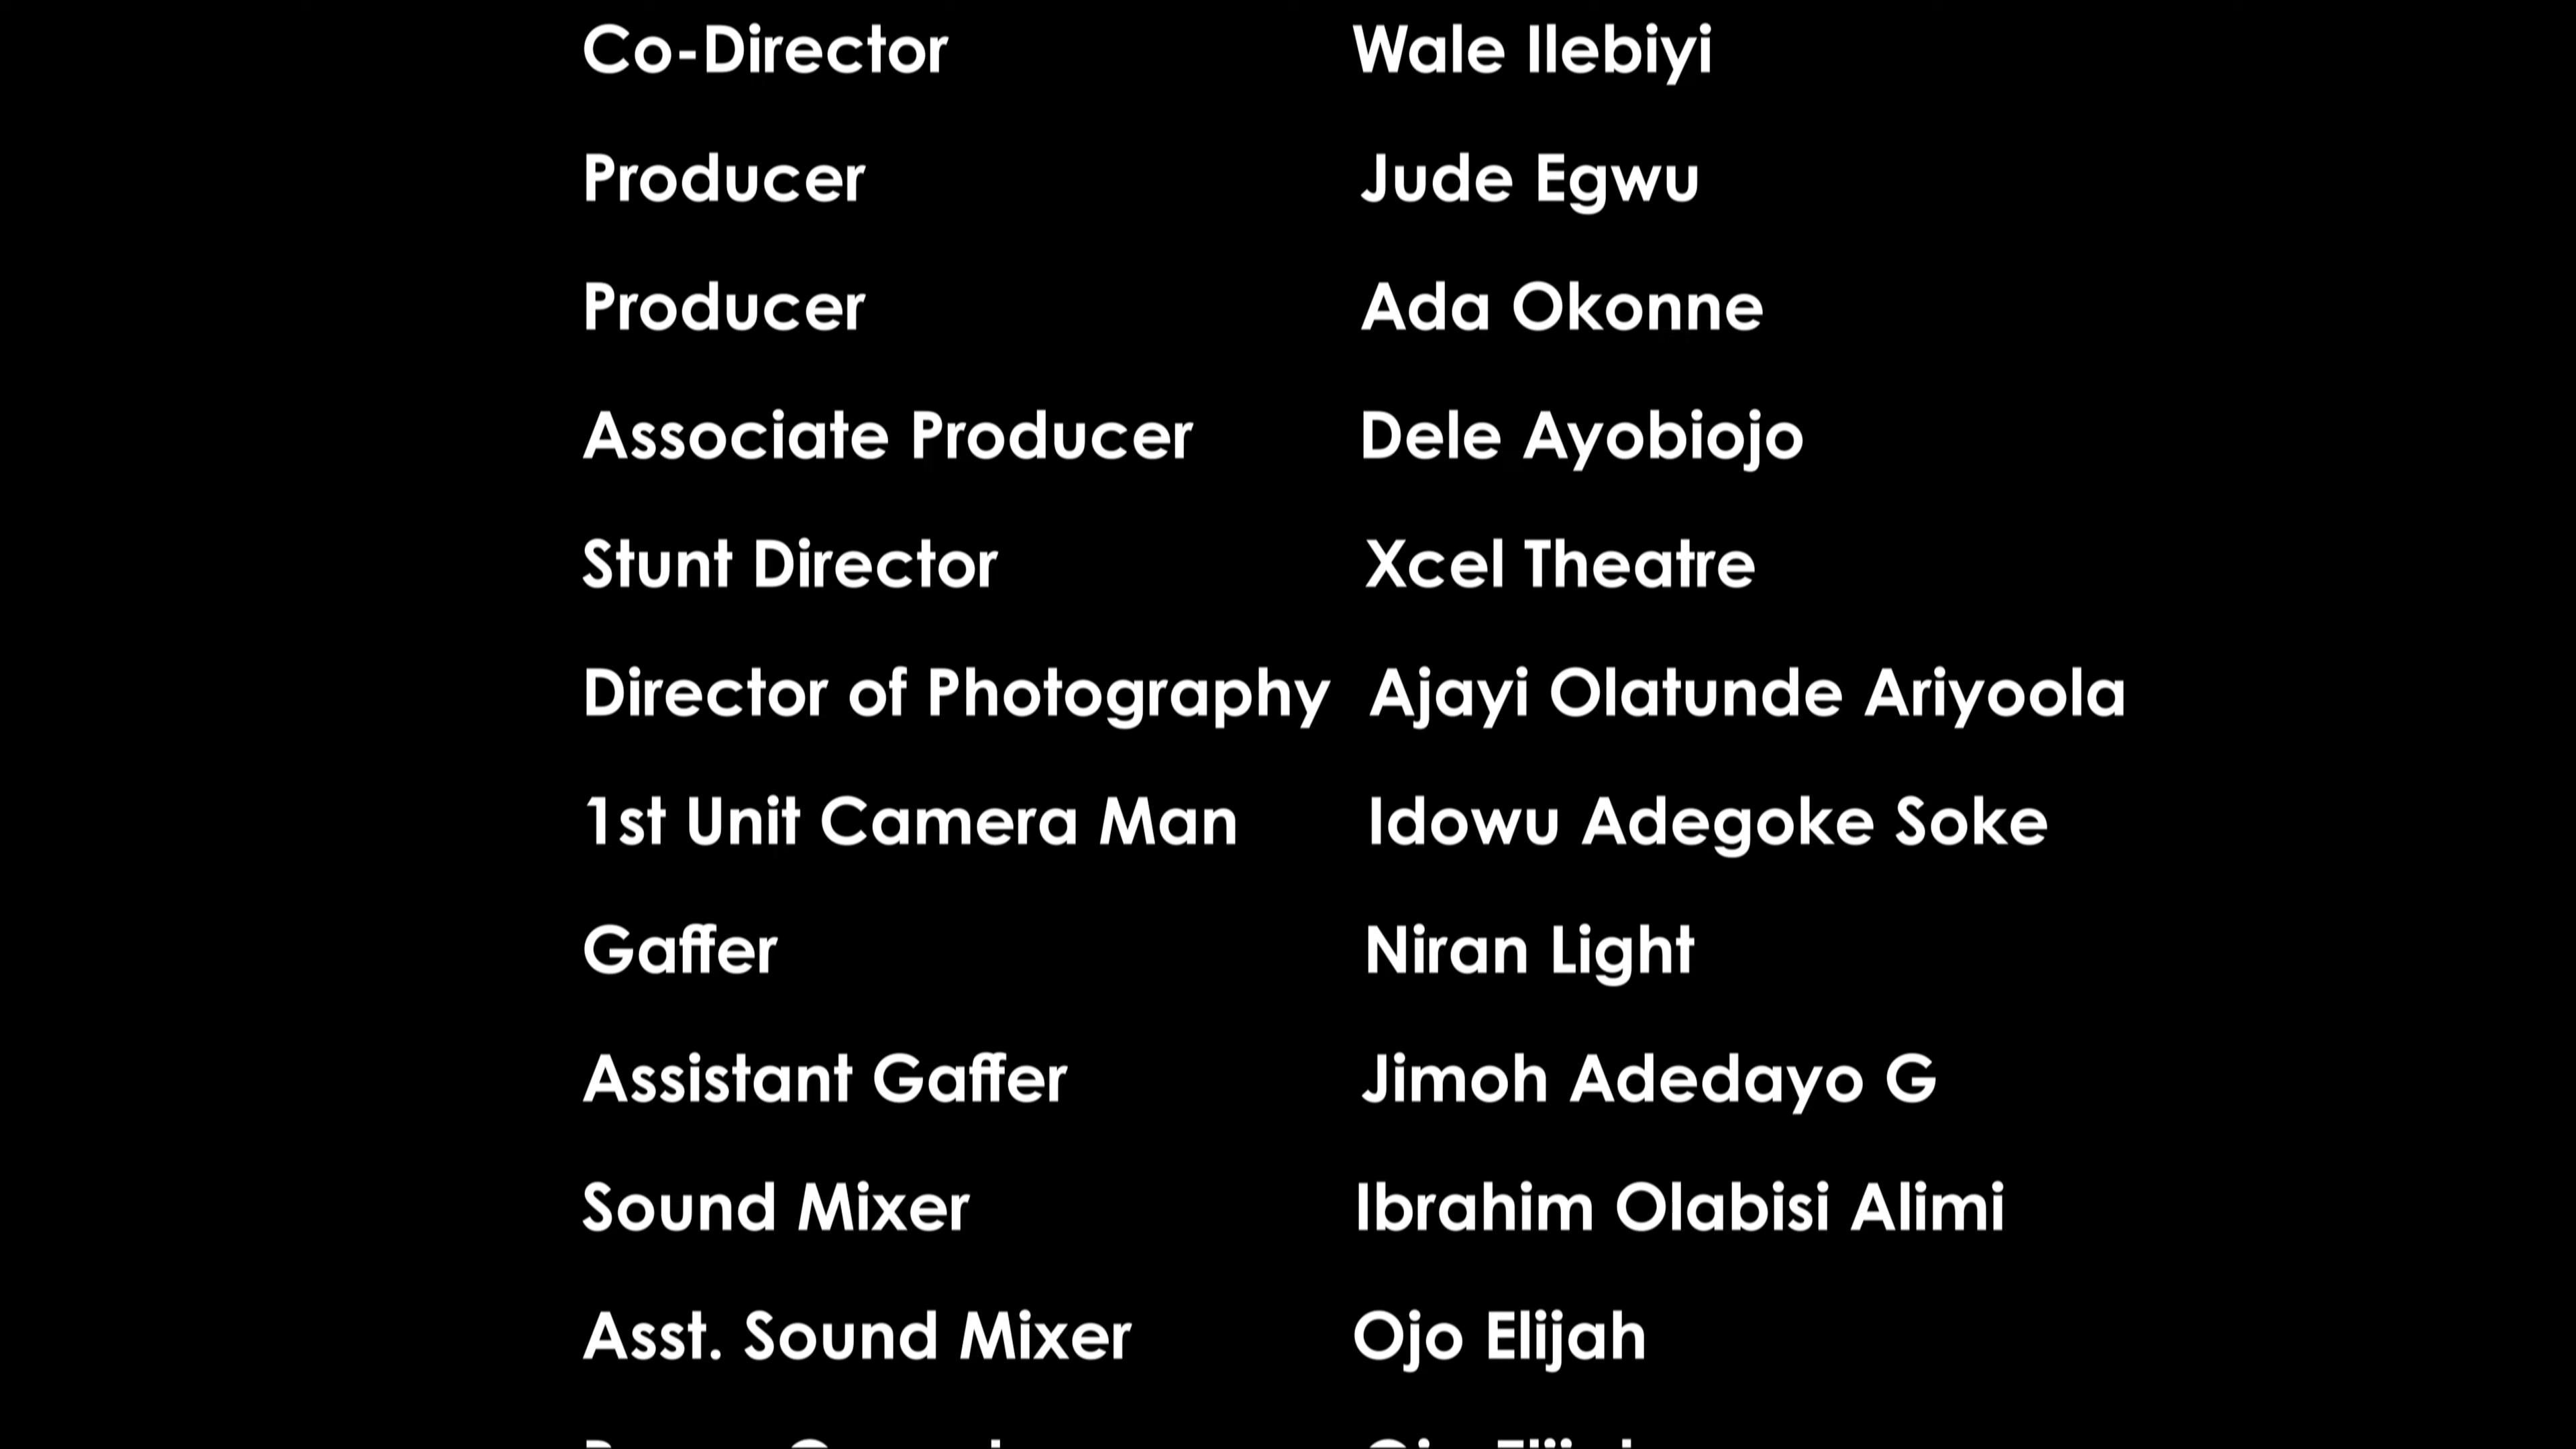 Co-Director Wale Ilebiyi
Producer Jude Egwu
Producer Ada Okonne
Associate Producer Dele Ayobiojo
Stunt Director Xcel Theatre
Director of Photography Ajayi Olatunde Ariyoola
1st Unit Camera Man Idowu Adegoke Soke
Gaffer Niran Light
Assistant Gaffer Jimoh Adedayo G
Sound Mixer Ibrahim Olabisi Alimi
Asst. Sound Mixer Ojo Elijah